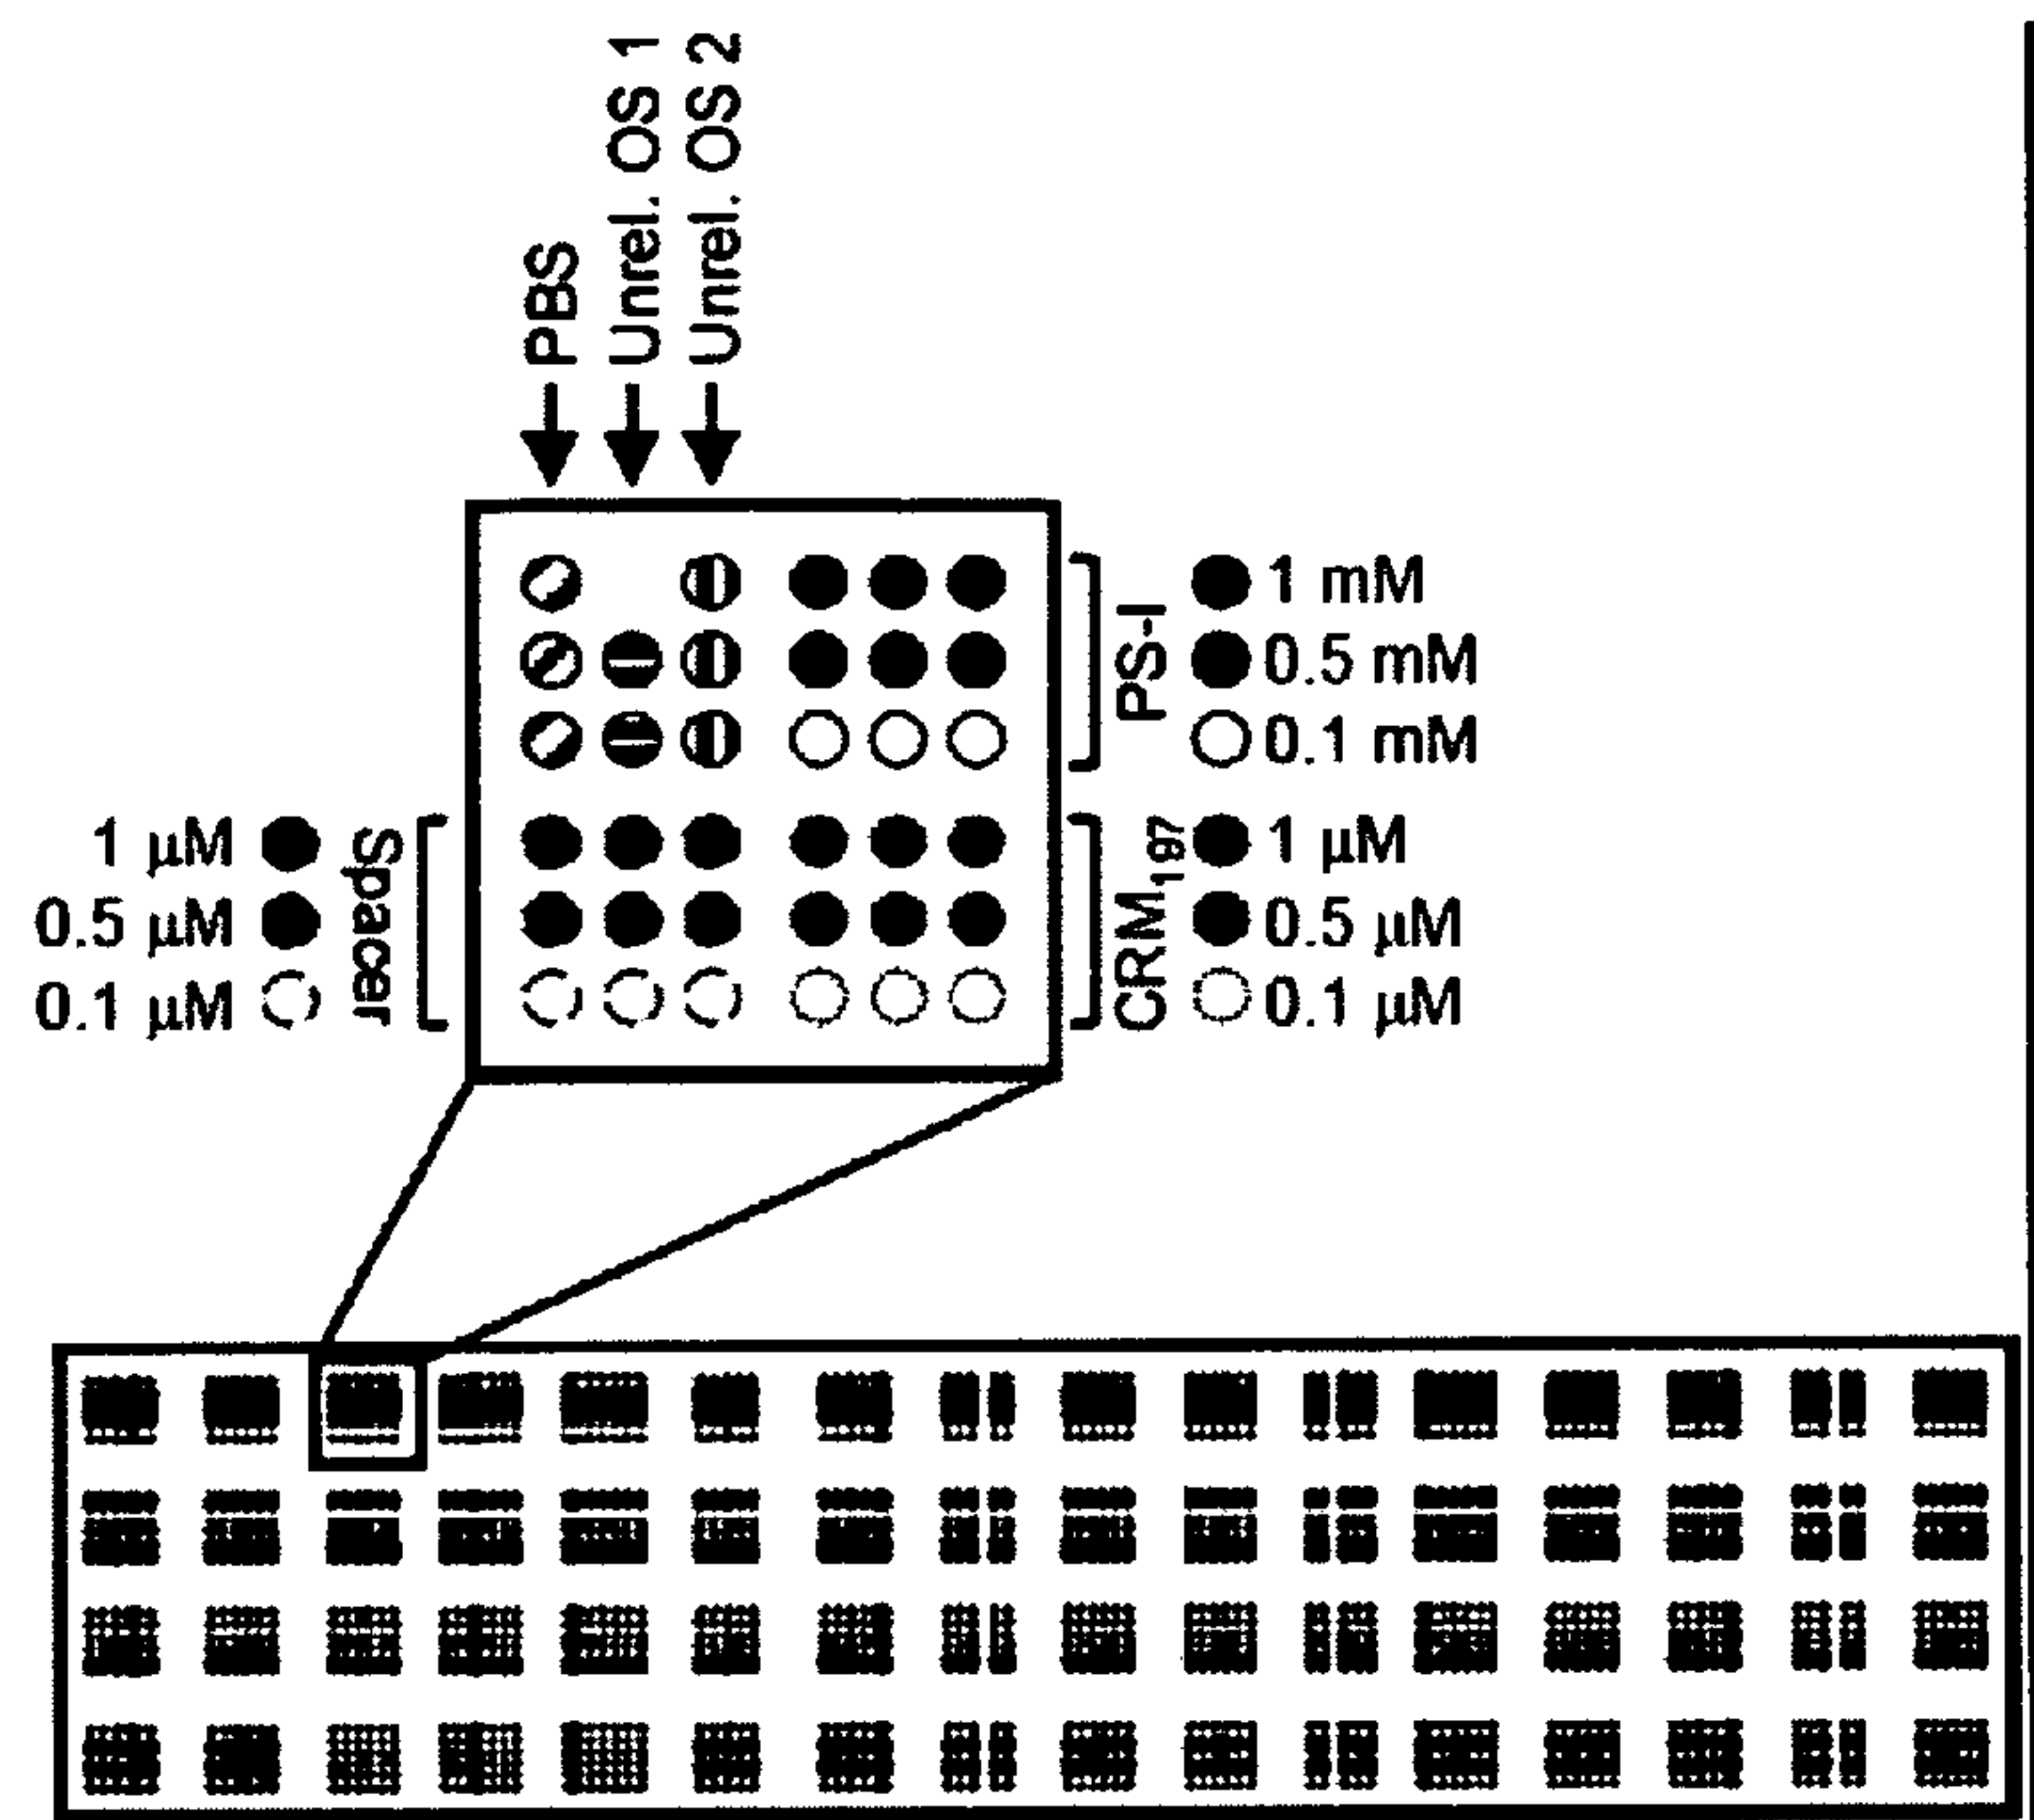 PBS
Unrel. OS 1
Unrel. OS 2
PS-I
1 mM
0.5 mM
0.1 mM
1 µM
0.5 µM
0.1 µM
Spacer
CRM197
1 µM
0.5 µM
0.1 µM